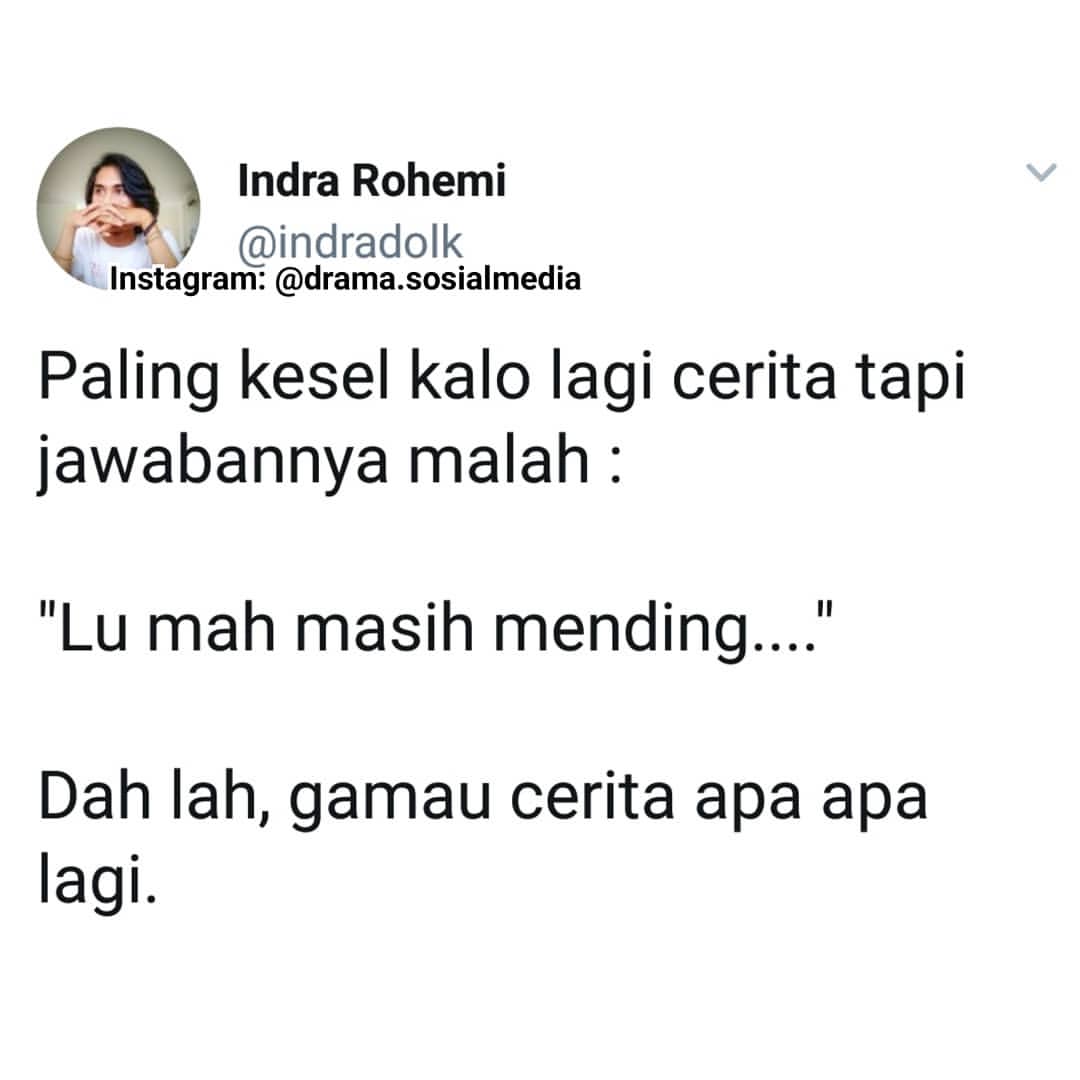 Indra Rohemi
@indradolk
Instagram: @drama.sosialmedia
Paling kesel kalo lagi cerita tapi
jawabannya malah :
"Lu mah masih mending...."
Dah lah, gamau cerita apa apa
lagi.